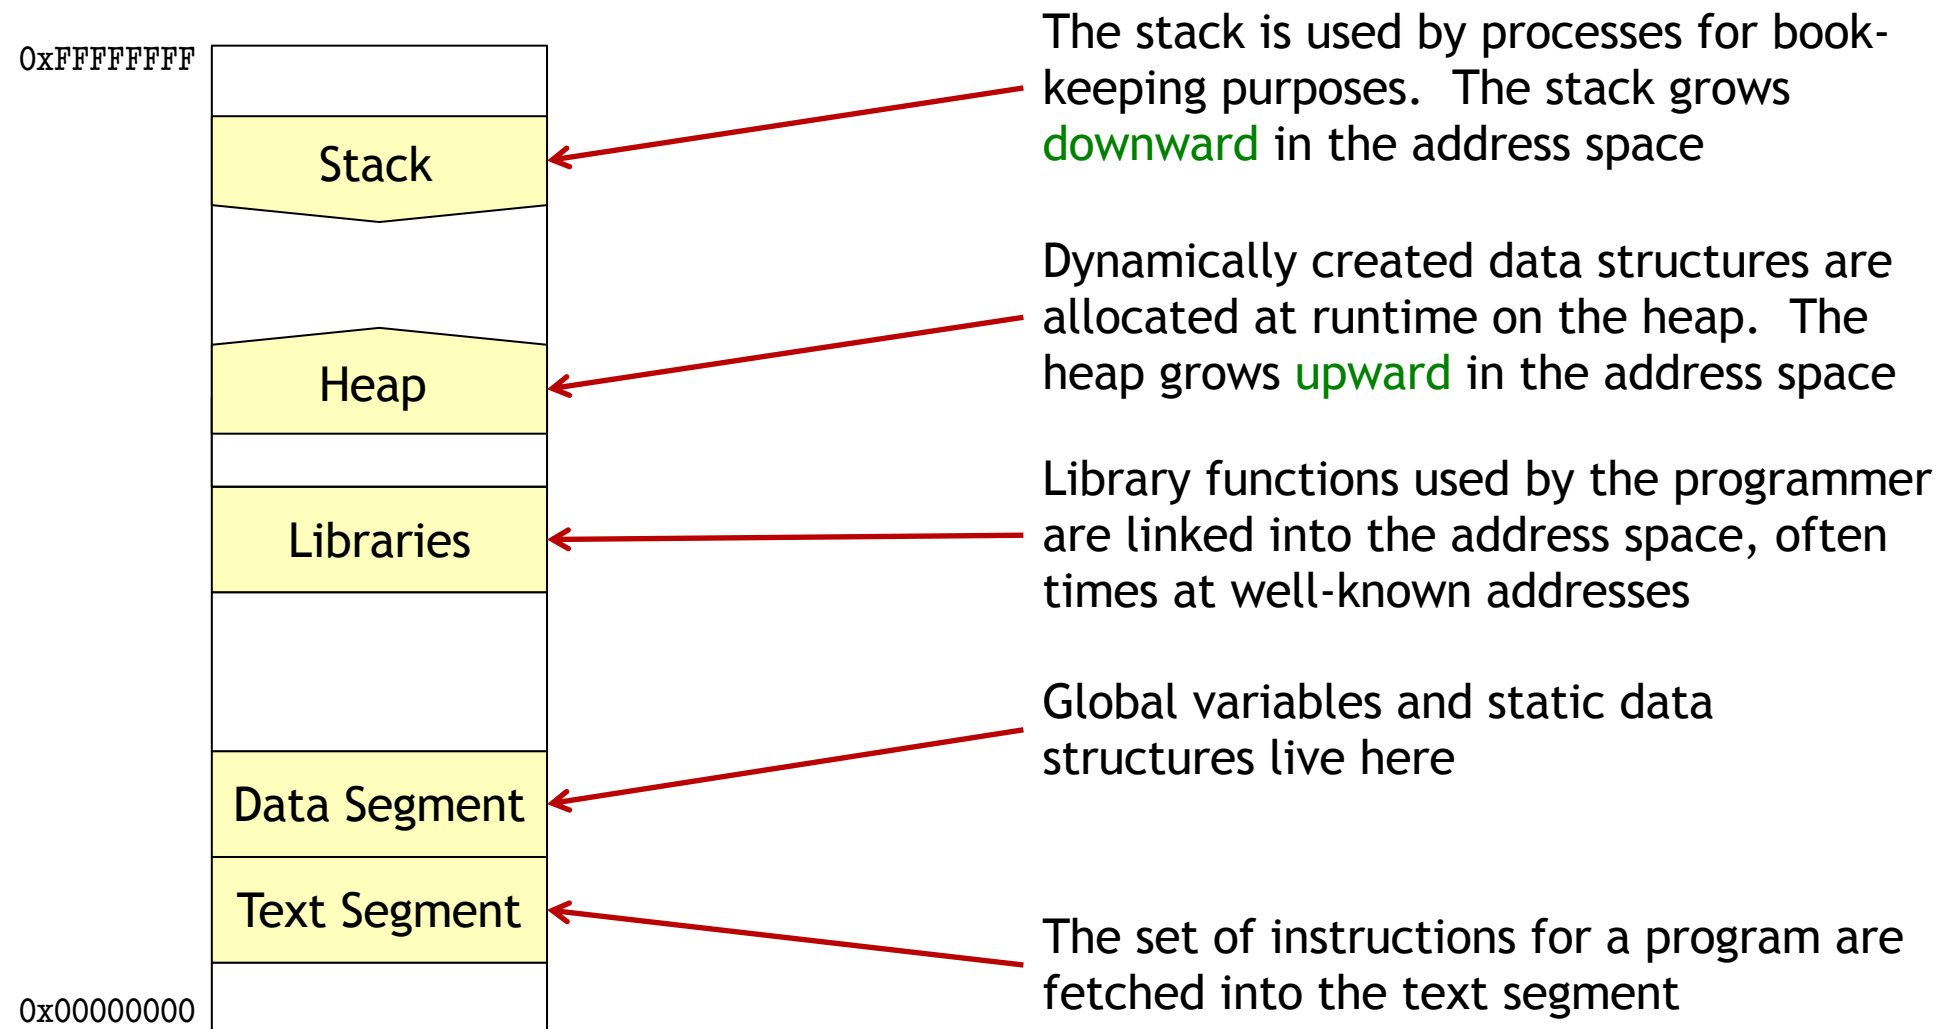 0xFFFFFFFF
Stack
Heap
Libraries
Data Segment
Text Segment
0x00000000
The stack is used by processes for book-
keeping purposes.  The stack grows
downward in the address space
Dynamically created data structures are
allocated at runtime on the heap.  The
heap grows upward in the address space
Library functions used by the programmer
are linked into the address space, often
times at well-known addresses
Global variables and static data
structures live here
The set of instructions for a program are
fetched into the text segment